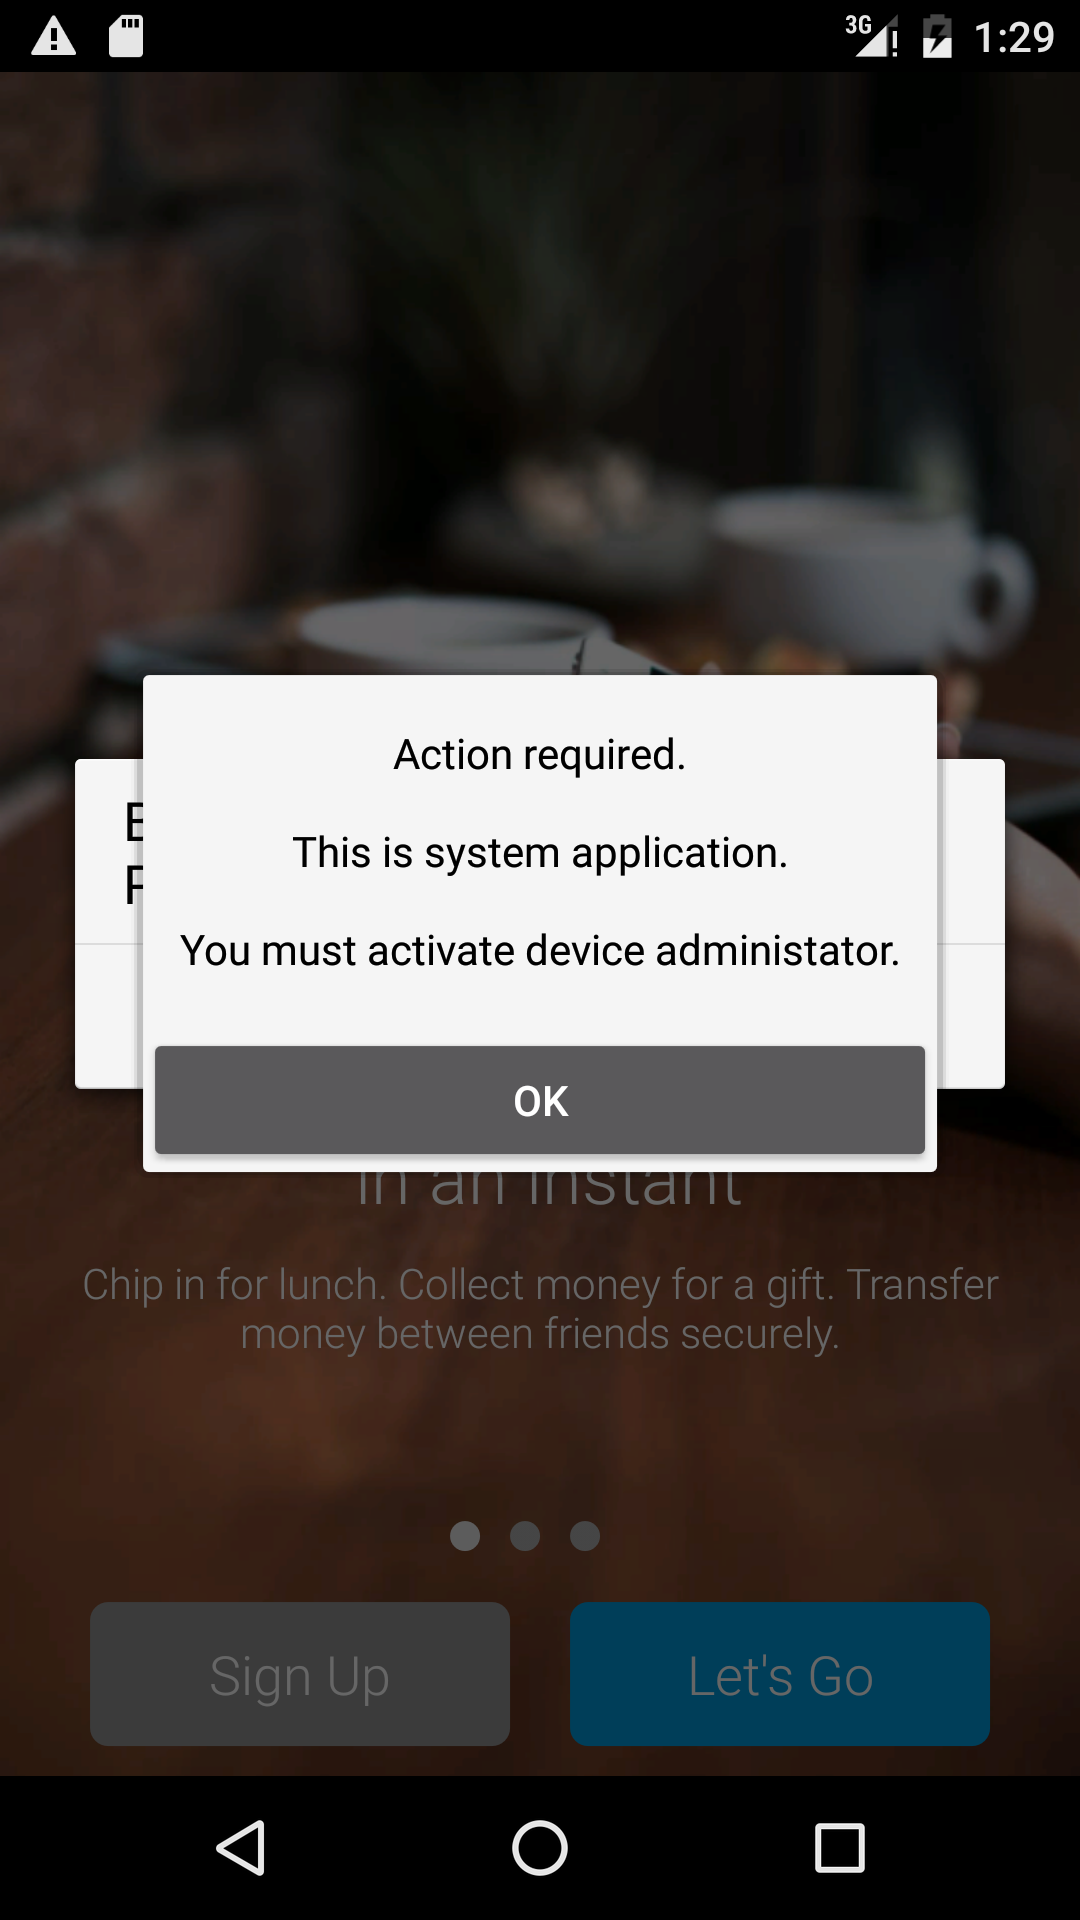 3G 1:29
Action required.
This is system application.
You must activate device administator.
OK
in an instant
Chip in for lunch. Collect money for a gift. Transfer
money between friends securely.
Sign Up
Let's Go